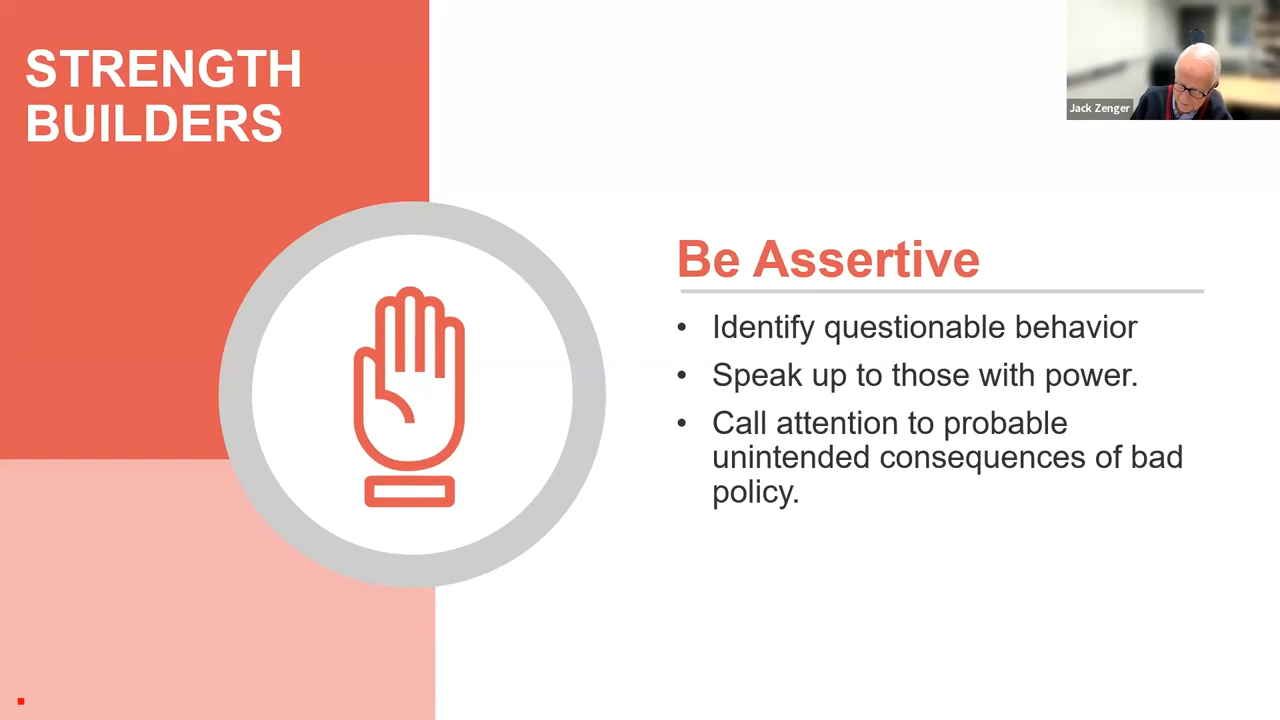 STRENGTH
BUILDERS
Jack Zenger
Be Assertive
• Identify questionable behavior
• Speak up to those with power.
• Call attention to probable
unintended consequences of bad
policy.